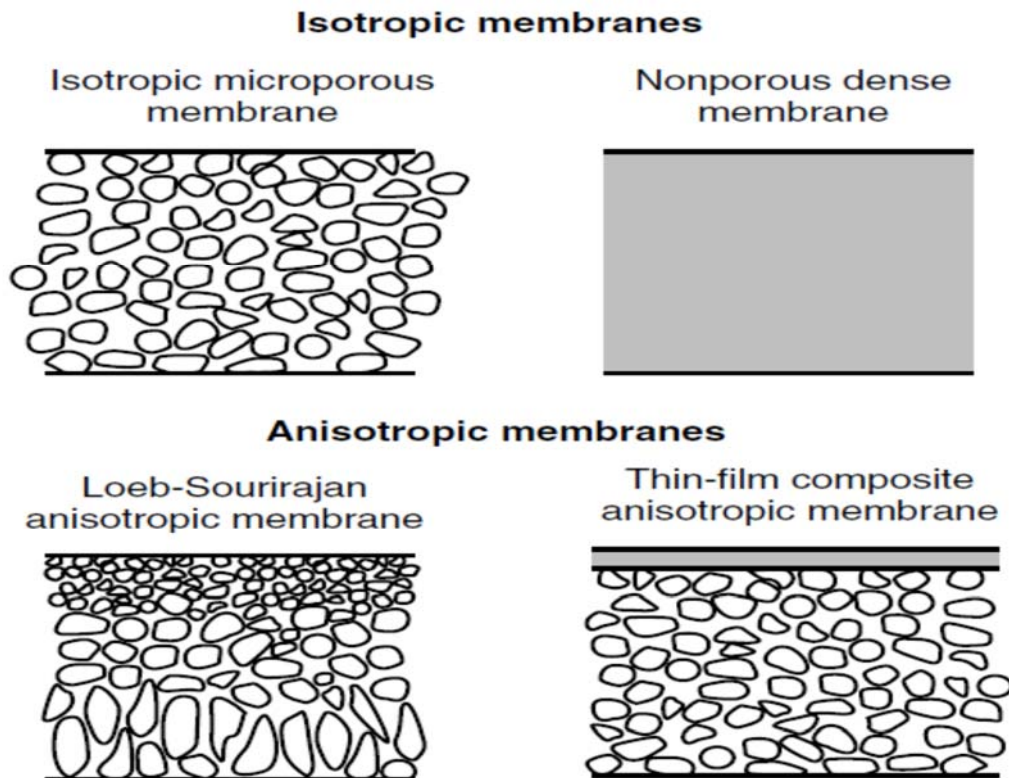 Isotropic membranes
Isotropic microporous
membrane
Nonporous dense
membrane
Anisotropic membranes
Loeb-Sourirajan
anisotropic membrane
Thin-film composite
anisotropic membrane